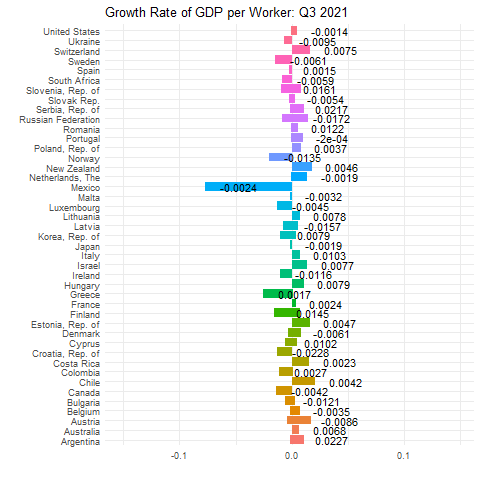 Growth Rate of GDP per Worker: Q3 2021
United States -0.0014
Ukraine -0.0095
Switzerland 0.0075
Sweden -0.0061
Spain 0.0015
South Africa -0.0059
Slovenia, Rep. of 0.0161
Slovak Rep. -0.0054
Serbia, Rep. of 0.0217
Russian Federation -0.0172
Romania 0.0122
Portugal -2e-04
Poland, Rep. of 0.0037
Norway -0.0135
New Zealand 0.0046
Netherlands, The -0.0019
Mexico -0.0024
Malta -0.0032
Luxembourg -0.0045
Lithuania 0.0078
Latvia -0.0157
Korea, Rep. of 0.0079
Japan -0.0019
Italy 0.0103
Israel 0.0077
Ireland -0.0116
Hungary 0.0079
Greece 0.0017
France 0.0024
Finland 0.0145
Estonia, Rep. of 0.0047
Denmark -0.0061
Cyprus 0.0102
Croatia, Rep. of -0.0228
Costa Rica 0.0023
Colombia 0.0027
Chile 0.0042
Canada -0.0042
Bulgaria -0.0121
Belgium -0.0035
Austria -0.0086
Australia 0.0068
Argentina 0.0227
-0.1 0.0 0.1